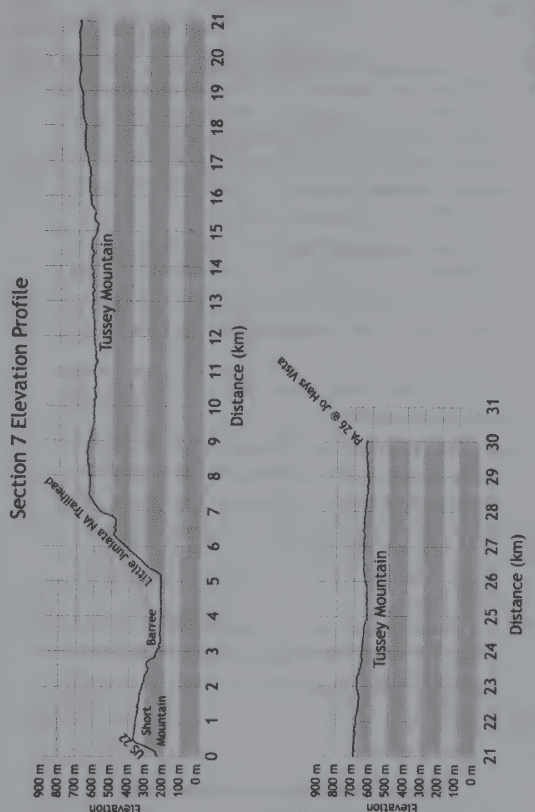 Section 7 Elevation Profile
Elevation
900 m
800 m
700 m
600 m
500 m
400 m
300 m
200 m
100 m
0 m
US 22
Short
Mountain
Barree
Little Juniata NA Trailhead
Tussey Mountain
0 1 2 3 4 5 6 7 8 9 10 11 12 13 14 15 16 17 18 19 20 21
Distance (km)
Elevation
900 m
800 m
700 m
600 m
500 m
400 m
300 m
200 m
100 m
0 m
Tussey Mountain
PA 26 @ Jo Hays Vista
21 22 23 24 25 26 27 28 29 30 31
Distance (km)